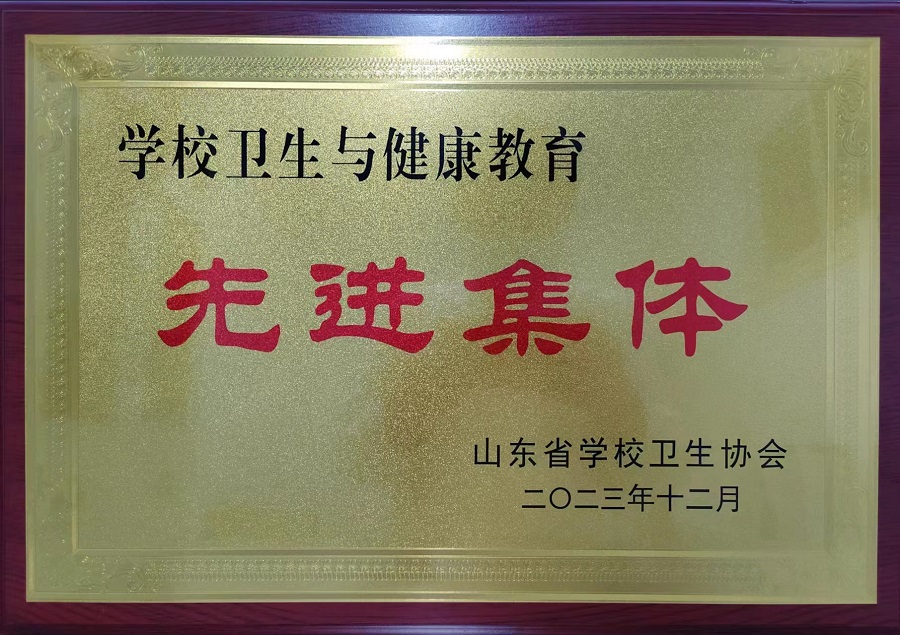 学校卫生与健康教育
先进集体
山东省学校卫生协会
二〇二三年十二月